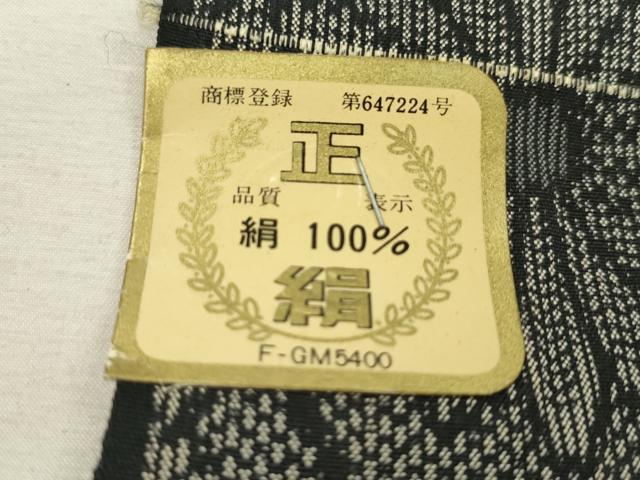 商標登録 第647224号
正
品質 表示
絹 100%
絹
F-GM5400